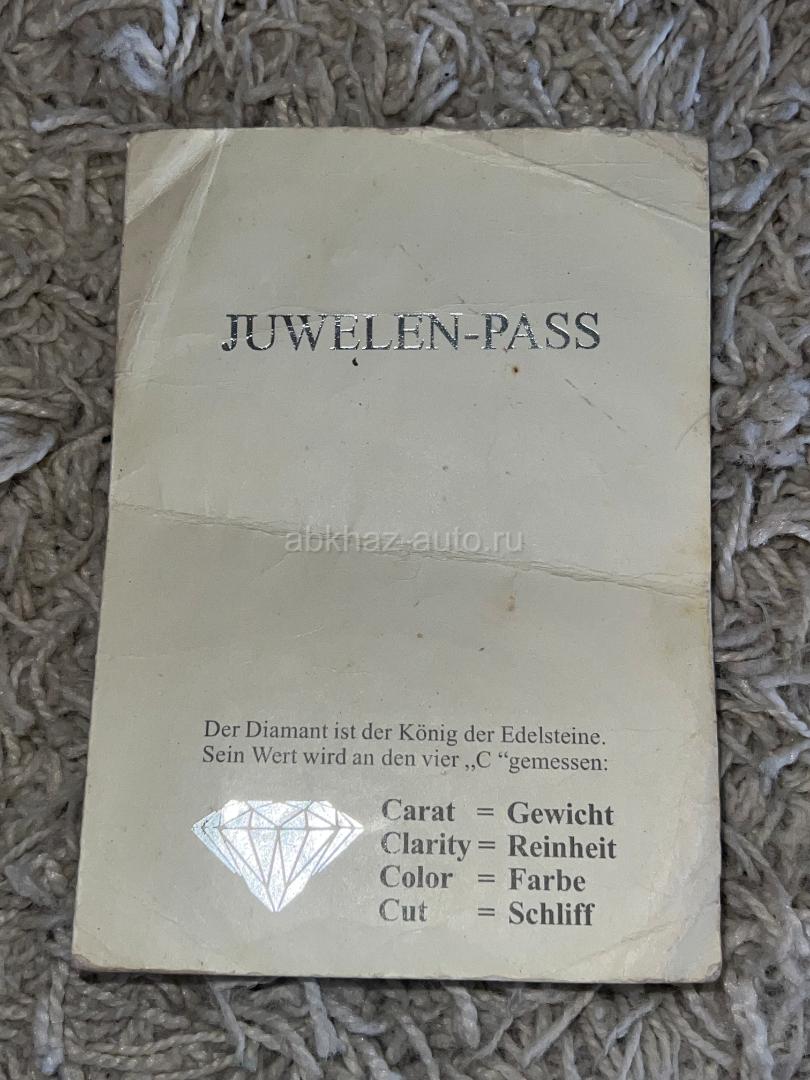 JUWELEN-PASS
abkhaz-auto.ru
Der Diamant ist der König der Edelsteine.
Sein Wert wird an den vier „C “gemessen:
Carat = Gewicht
Clarity = Reinheit
Color = Farbe
Cut = Schliff